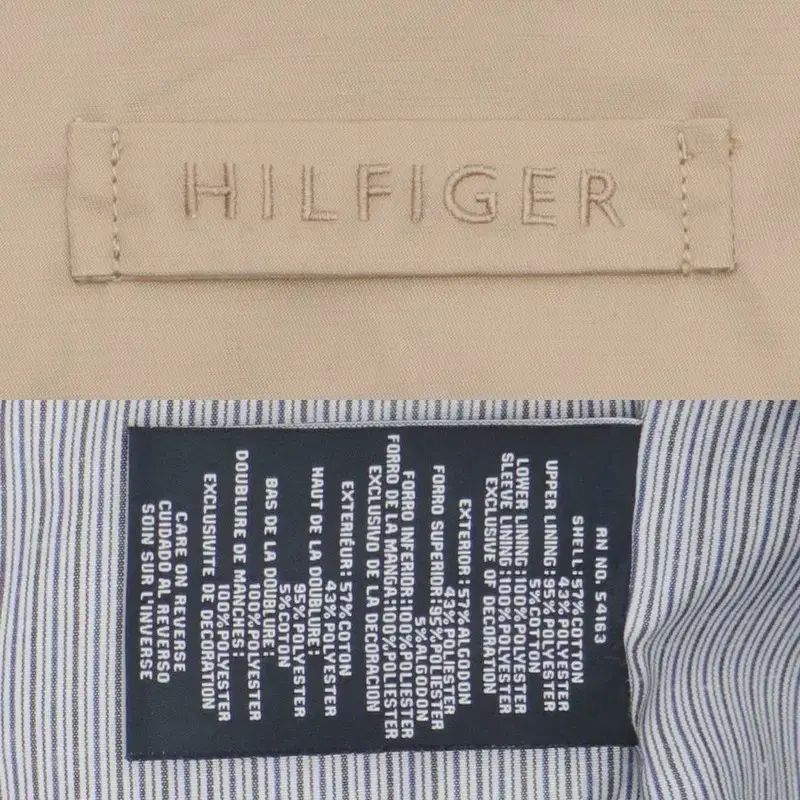 HILFIGER
RN NO. 54163
SHELL:57%COTTON
43% POLYESTER
UPPER LINING:95%POLYESTER
5%COTTON
LOWER LINING:100%POLYESTER
SLEEVE LINING:100%POLYESTER
EXCLUSIVE OF DECORATION
EXTERIOR:57%ALGODON
43%POLIESTER
FORRO SUPERIOR:95%POLIESTER
5%ALGODON
FORRO INFERIOR:100%POLIESTER
FORRO DE LA MANGA:100%POLIESTER
EXCLUSIVO DE LA DECORACION
EXTERIEUR:57%COTON
43%POLYESTER
HAUT DE LA DOUBLURE:
95%POLYESTER
5%COTON
BAS DE LA DOUBLURE:
100%POLYESTER
DOUBLURE DE MANCHES:
100%POLYESTER
EXCLUSIVITE DE DECORATION
CARE ON REVERSE
CUIDADO AL REVERSO
SOIN SUR L'INVERSE